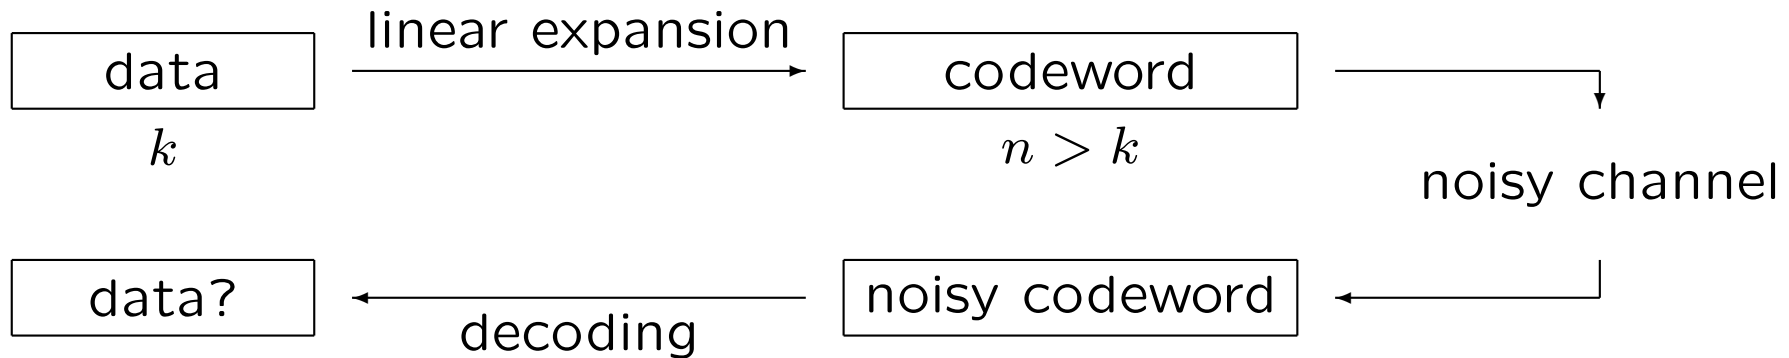 linear expansion
data
codeword
k
n > k
noisy channel
data?
noisy codeword
decoding